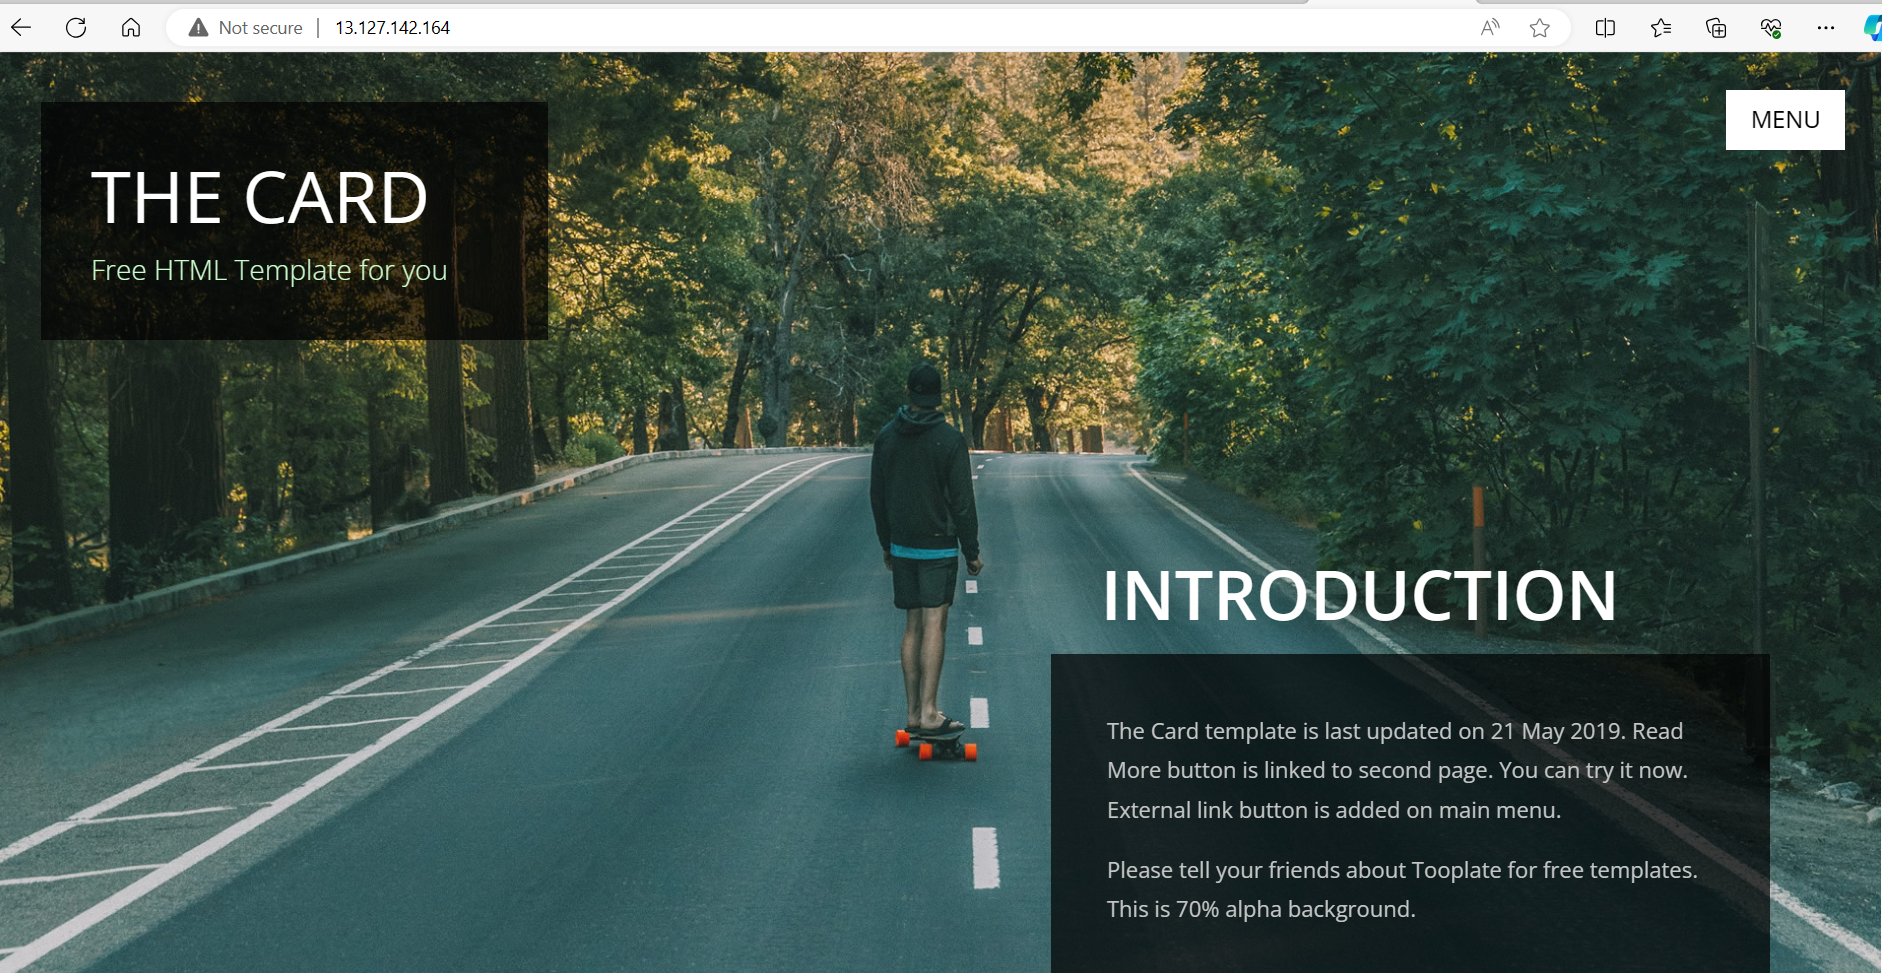 Not secure | 13.127.142.164
MENU
THE CARD
Free HTML Template for you
INTRODUCTION
The Card template is last updated on 21 May 2019. Read
More button is linked to second page. You can try it now.
External link button is added on main menu.
Please tell your friends about Tooplate for free templates.
This is 70% alpha background.